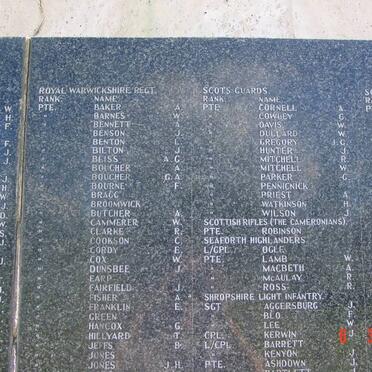 ROYAL WARWICKSHIRE REGT.
RANK. NAME.
PTE. BAKER A.
BARNES W.
BENNETT A.
BENSON J.
BENTON L.
BILTON J.
BLISS A.G.
BOLCHER A.
BOUCHER G.A.
BOURNE F.
BRAGG
BROOMWICK
BUTCHER A.
CAMMERER W.
CLARKE R.
COOKSON C.
CORDY E.
COX W.
DUNSBEE J.
EARP
FAIRFIELD J.
FISHER A.
FRANKLIN E.
GREEN
HANCOX G.
HILLYARD T.
JEFFS B.
JONES
JONES J.H.
SCOTS GUARDS
RANK. NAME.
PTE. CORNELL A.
COWLEY G.
DAVIS W.
DULLARD W.
GREGORY J.G.
HUNTER J.
MITCHELL R.
MITCHELL W.
PARKER G.
PENNICNICK
PRIEST A.
WATKINSON H.
WILSON J.
SCOTTISH RIFLES (THE CAMERONIANS).
PTE. ROBINSON
SEAFORTH HIGHLANDERS
L/CPL. OGLE
PTE. LAMB W.
MACBETH A.
McAULAY R.
ROSS R.
SHROPSHIRE LIGHT INFANTRY
SGT. AGGERSBURG J.
BLO F.
LEE W.
CPL. KERWIN J.
L/CPL. BARRETT
KENYON J.
PTE. ASHDOWN
BARTLETT